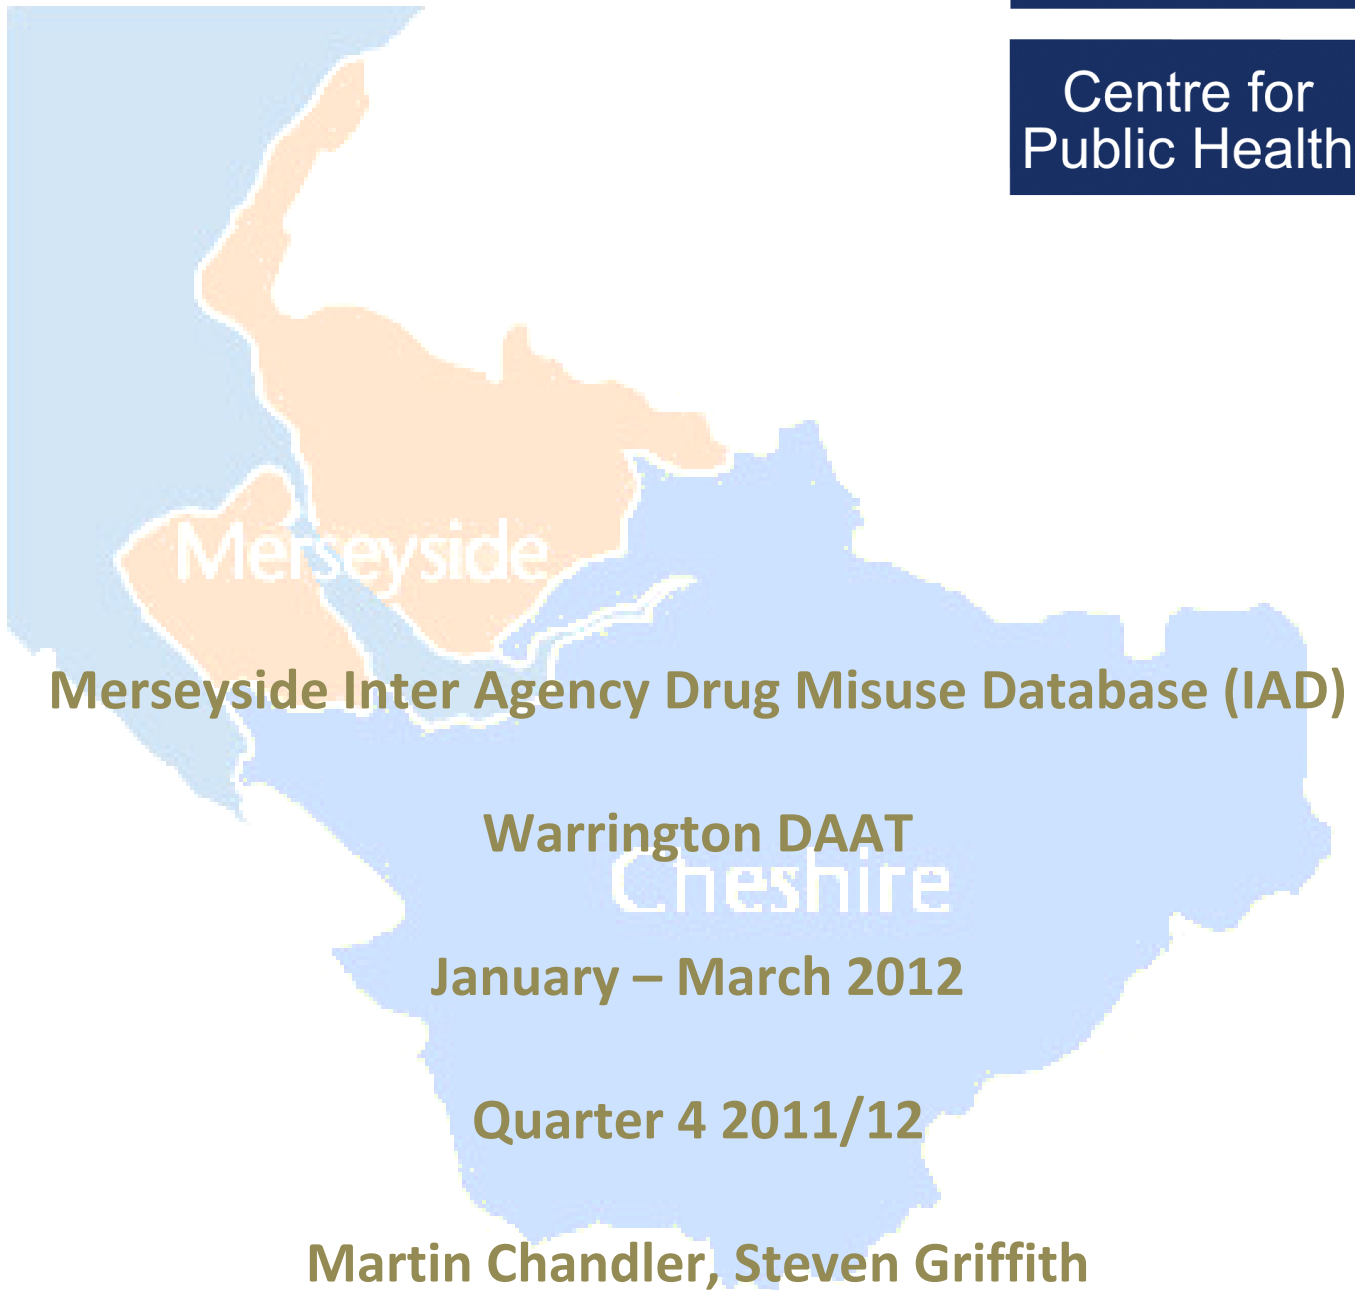 Centre for
Public Health
Merseyside
Merseyside Inter Agency Drug Misuse Database (IAD)
Warrington DAAT
Cheshire
January – March 2012
Quarter 4 2011/12
Martin Chandler, Steven Griffith